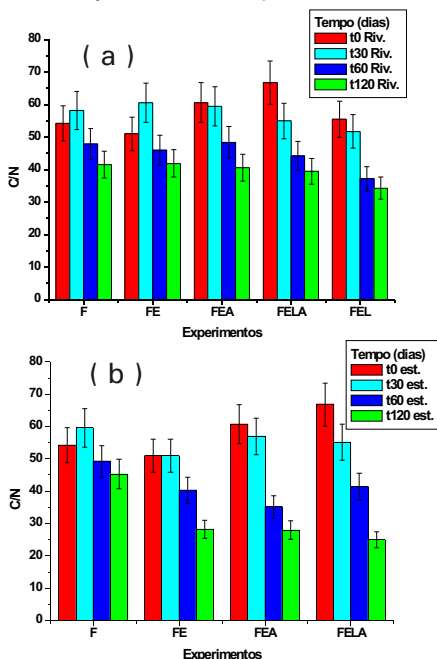 ( a )
Tempo (dias)
t0 Riv.
t30 Riv.
t60 Riv.
t120 Riv.
C/N
80
70
60
50
40
30
20
10
0
F FE FEA FELA FEL
Experimentos
( b )
Tempo (dias)
t0 est.
t30 est.
t60 est.
t120 est.
C/N
80
70
60
50
40
30
20
10
0
F FE FEA FELA
Experimentos